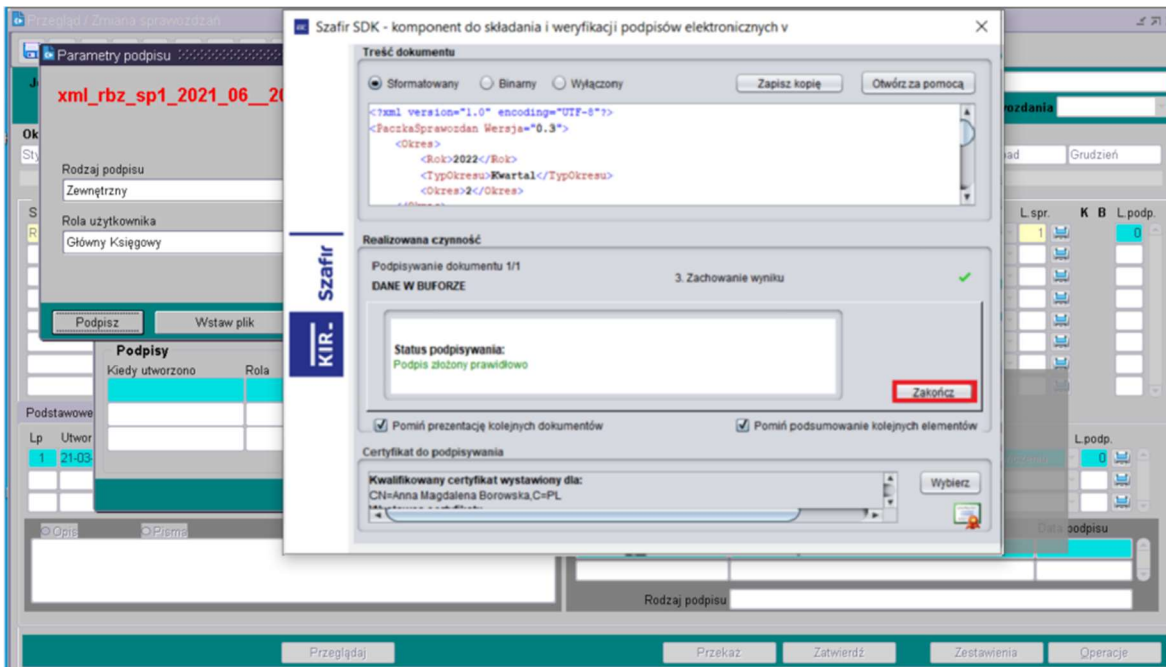 Przegląd / Zmiana sprawozdań
Szafir SDK - komponent do składania i weryfikacji podpisów elektronicznych v
Parametry podpisu
xml_rbz_sp1_2021_06__20
Rodzaj podpisu
Zewnętrzny
Rola użytkownika
Główny Księgowy
Podpisz
Wstaw plik
Treść dokumentu
Sformatowany
Binarny
Wyłączony
Zapisz kopię
Otwórz za pomocą
<?xml version="1.0" encoding="UTF-8"?>
<PaczkaSprawozdan Wersja="0.3">
<Okres>
<Rok>2022</Rok>
<TypOkresu>Kwartal</TypOkresu>
<Okres>2</Okres>
Szafir
KIR.
Realizowana czynność
Podpisywanie dokumentu 1/1
3. Zachowanie wyniku
DANE W BUFORZE
Status podpisywania:
Podpis złożony prawidłowo
Zakończ
Pomiń prezentację kolejnych dokumentów
Pomiń podsumowanie kolejnych elementów
Certyfikat do podpisywania
Kwalifikowany certyfikat wystawiony dla:
CN=Anna Magdalena Borowska,C=PL
Wybierz
Grudzień
L.spr. K B L.podp.
1 0
Podpisy
Kiedy utworzono Rola
Podstawowe
Lp Utwor
1 21-03-
L.podp.
0
Opis
Pisma
Data podpisu
Rodzaj podpisu
Przeglądaj
Przekaż
Zatwierdź
Zestawienia
Operacje